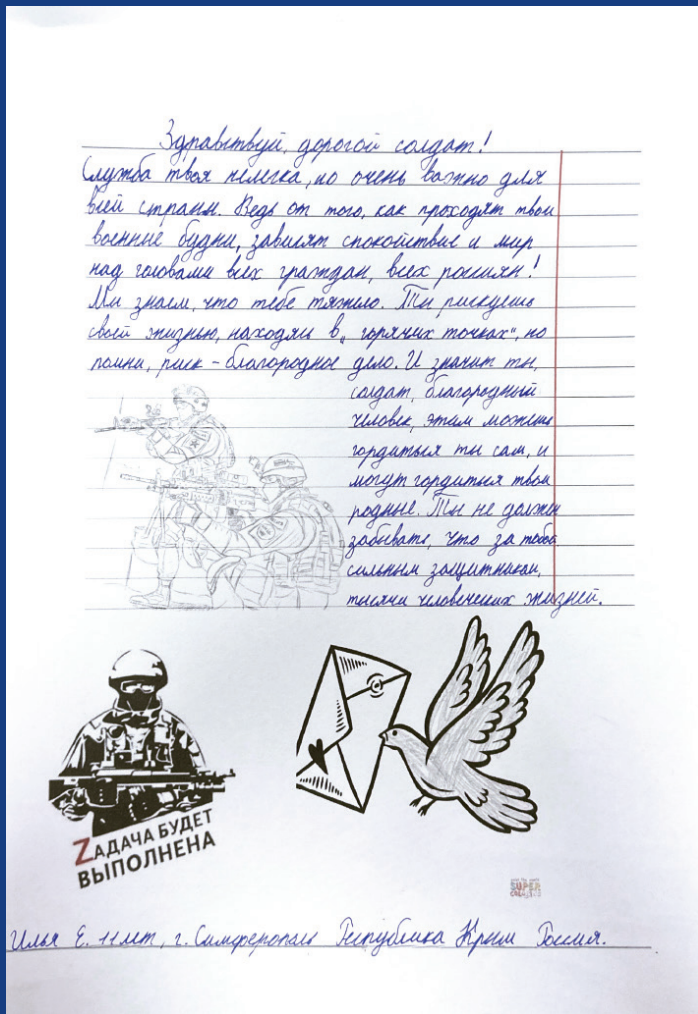 Здравствуй, дорогой солдат!
Служба твоя нелегка, но очень важно для
всей страны. Ведь от того, как проходят твои
военные будни, зависят спокойствие и мир
над головами всех граждан, всех россиян!
Мы знаем, что тебе тяжело. Ты рискуешь
своей жизнью, находясь в „горячих точках", но
помни, риск – благородное дело. И значит ты,
солдат, благородный
человек, этим можешь
гордиться ты сам, и
могут гордиться твои
родные. Ты не должен
забывать, что за тобой
сильным защитником,
тысячи человеческих жизней.
ZАДАЧА БУДЕТ
ВЫПОЛНЕНА
SUPER
Илья Е. 11 лет, г. Симферополь Республика Крым Россия.